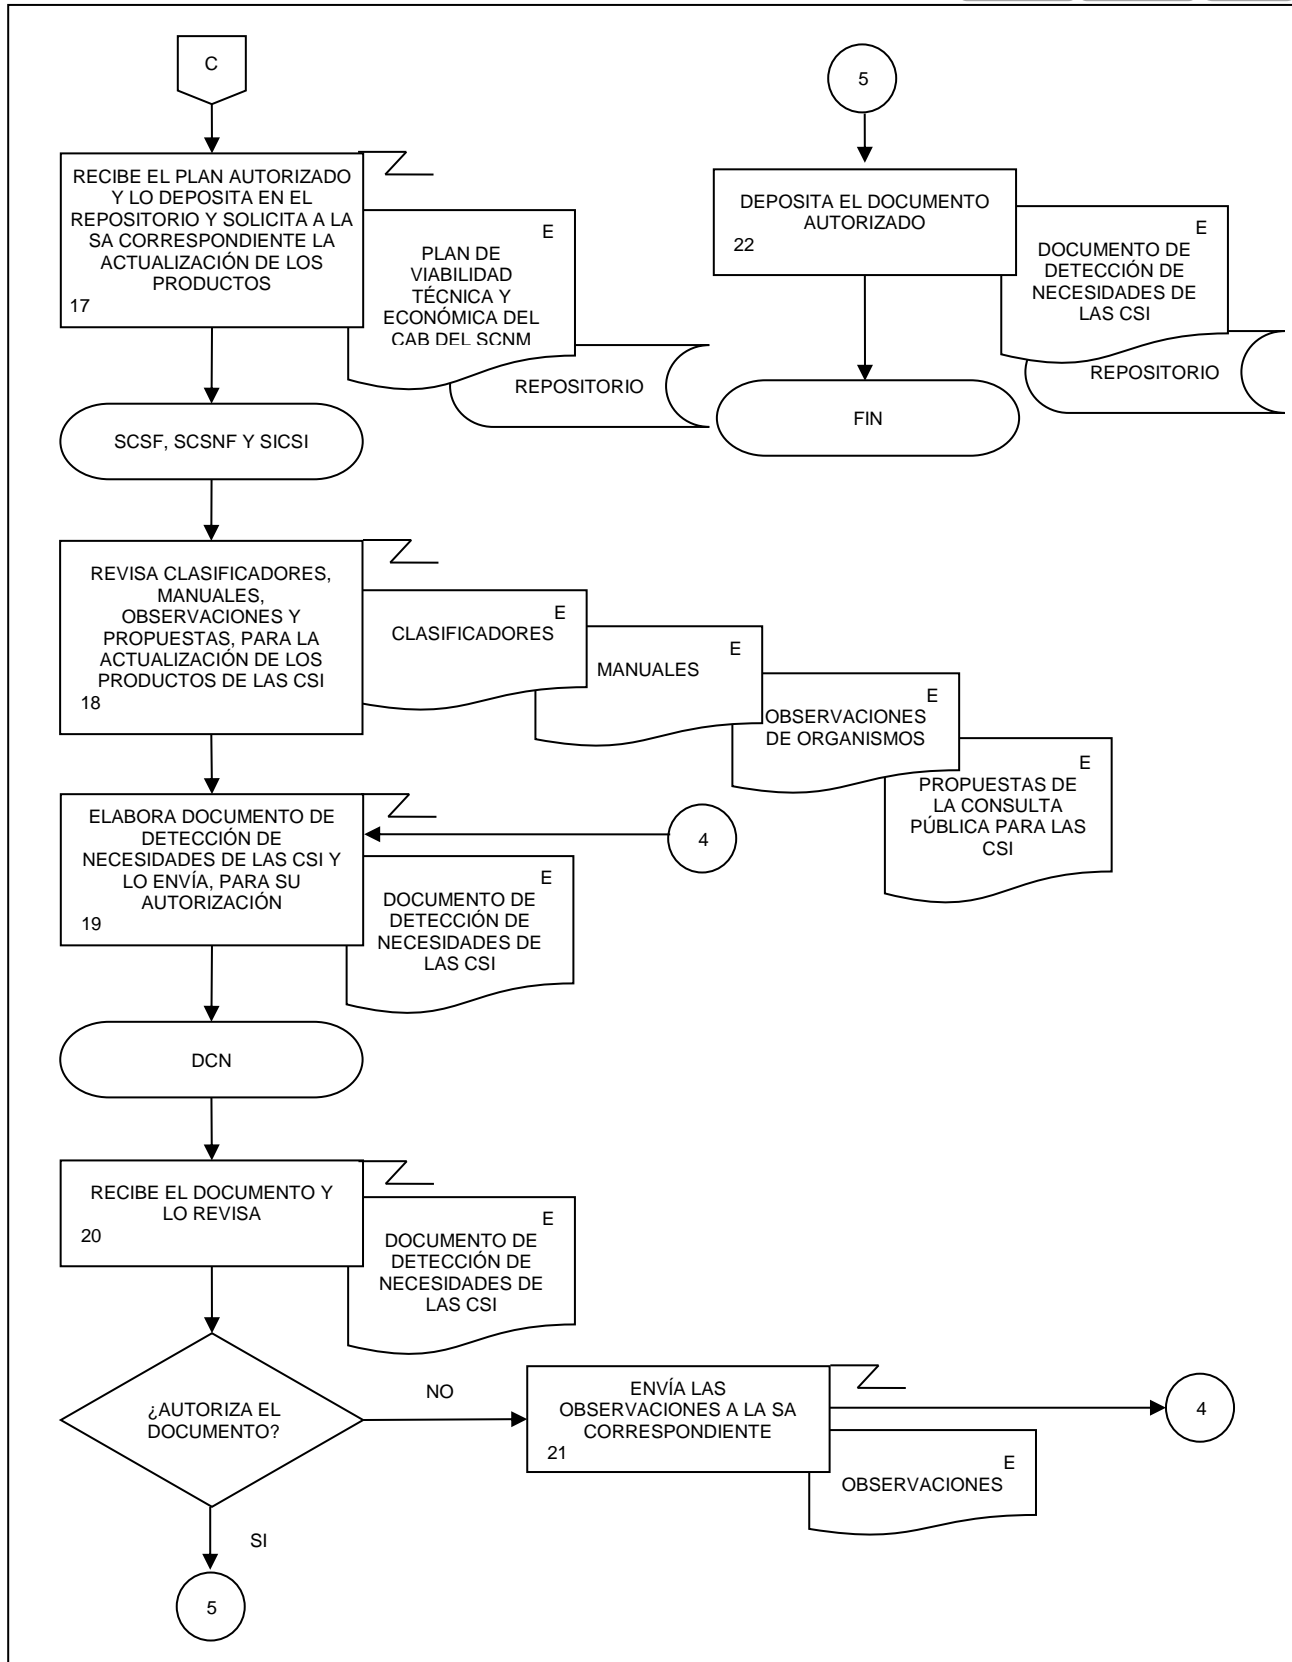 C
RECIBE EL PLAN AUTORIZADO
Y LO DEPOSITA EN EL
REPOSITORIO Y SOLICITA A LA
SA CORRESPONDIENTE LA
ACTUALIZACIÓN DE LOS
PRODUCTOS
17
E
PLAN DE
VIABILIDAD
TÉCNICA Y
ECONÓMICA DEL
CAB DEL SCNM
REPOSITORIO
SCSF, SCSNF Y SICSI
REVISA CLASIFICADORES,
MANUALES,
OBSERVACIONES Y
PROPUESTAS, PARA LA
ACTUALIZACIÓN DE LOS
PRODUCTOS DE LAS CSI
18
E
CLASIFICADORES
E
MANUALES
E
OBSERVACIONES
DE ORGANISMOS
E
PROPUESTAS DE
LA CONSULTA
PÚBLICA PARA LAS
CSI
ELABORA DOCUMENTO DE
DETECCIÓN DE
NECESIDADES DE LAS CSI Y
LO ENVÍA, PARA SU
AUTORIZACIÓN
19
4
E
DOCUMENTO DE
DETECCIÓN DE
NECESIDADES DE
LAS CSI
DCN
RECIBE EL DOCUMENTO Y
LO REVISA
20
E
DOCUMENTO DE
DETECCIÓN DE
NECESIDADES DE
LAS CSI
¿AUTORIZA EL
DOCUMENTO?
NO
ENVÍA LAS
OBSERVACIONES A LA SA
CORRESPONDIENTE
21
4
E
OBSERVACIONES
SI
5
5
DEPOSITA EL DOCUMENTO
AUTORIZADO
22
E
DOCUMENTO DE
DETECCIÓN DE
NECESIDADES DE
LAS CSI
REPOSITORIO
FIN